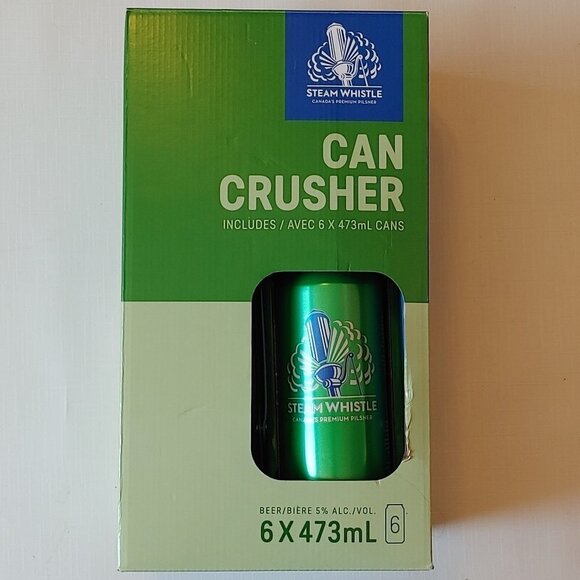 STEAM WHISTLE
CANADA'S PREMIUM PILSNER
CAN
CRUSHER
INCLUDES / AVEC 6 X 473mL CANS
STEAM WHISTLE
CANADA'S PREMIUM PILSNER
BEER/BIÈRE 5% ALC./VOL.
6 X 473mL 6